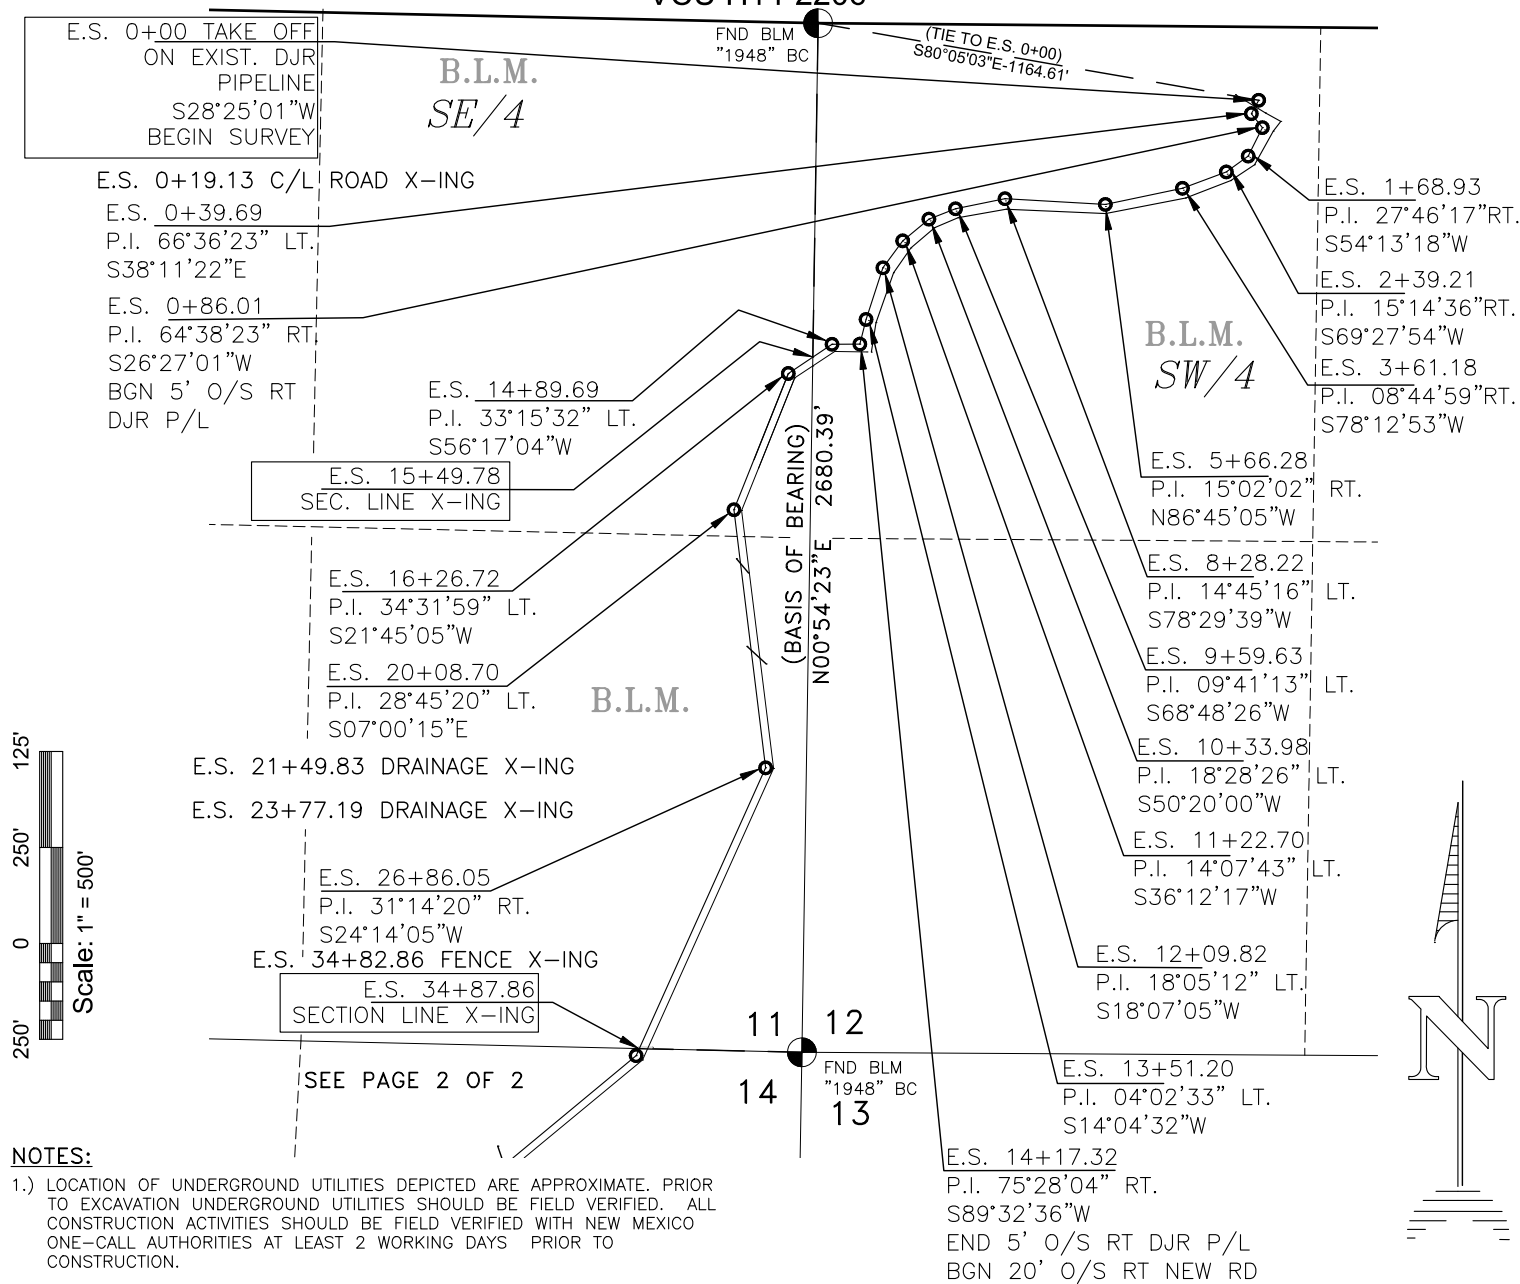 FND BLM
"1948" BC
(TIE TO E.S. 0+00)
S80°05'03"E-1164.61'
E.S. 0+00 TAKE OFF
ON EXIST. DJR
PIPELINE
S28°25'01"W
BEGIN SURVEY
B.L.M.
SE/4
E.S. 0+19.13 C/L ROAD X-ING
E.S. 0+39.69
P.I. 66°36'23" LT.
S38°11'22"E
E.S. 0+86.01
P.I. 64°38'23" RT.
S26°27'01"W
BGN 5' O/S RT
DJR P/L
E.S. 1+68.93
P.I. 27°46'17"RT.
S54°13'18"W
E.S. 2+39.21
P.I. 15°14'36"RT.
S69°27'54"W
B.L.M.
SW/4
E.S. 3+61.18
P.I. 08°44'59"RT.
S78°12'53"W
E.S. 14+89.69
P.I. 33°15'32" LT.
S56°17'04"W
E.S. 15+49.78
SEC. LINE X-ING
E.S. 5+66.28
P.I. 15°02'02" RT.
N86°45'05"W
(BASIS OF BEARING)
N00°54'23"E 2680.39'
E.S. 16+26.72
P.I. 34°31'59" LT.
S21°45'05"W
E.S. 8+28.22
P.I. 14°45'16" LT.
S78°29'39"W
E.S. 20+08.70
P.I. 28°45'20" LT.
S07°00'15"E
B.L.M.
E.S. 9+59.63
P.I. 09°41'13" LT.
S68°48'26"W
E.S. 21+49.83 DRAINAGE X-ING
E.S. 23+77.19 DRAINAGE X-ING
E.S. 10+33.98
P.I. 18°28'26" LT.
S50°20'00"W
E.S. 11+22.70
P.I. 14°07'43" LT.
S36°12'17"W
E.S. 26+86.05
P.I. 31°14'20" RT.
S24°14'05"W
E.S. 34+82.86 FENCE X-ING
E.S. 34+87.86
SECTION LINE X-ING
E.S. 12+09.82
P.I. 18°05'12" LT.
S18°07'05"W
125'
250'
0
250'
Scale: 1" = 500'
11 12
14 13
FND BLM
"1948" BC
SEE PAGE 2 OF 2
N
E.S. 13+51.20
P.I. 04°02'33" LT.
S14°04'32"W
E.S. 14+17.32
P.I. 75°28'04" RT.
S89°32'36"W
END 5' O/S RT DJR P/L
BGN 20' O/S RT NEW RD
NOTES:
1.) LOCATION OF UNDERGROUND UTILITIES DEPICTED ARE APPROXIMATE. PRIOR
TO EXCAVATION UNDERGROUND UTILITIES SHOULD BE FIELD VERIFIED. ALL
CONSTRUCTION ACTIVITIES SHOULD BE FIELD VERIFIED WITH NEW MEXICO
ONE-CALL AUTHORITIES AT LEAST 2 WORKING DAYS PRIOR TO
CONSTRUCTION.